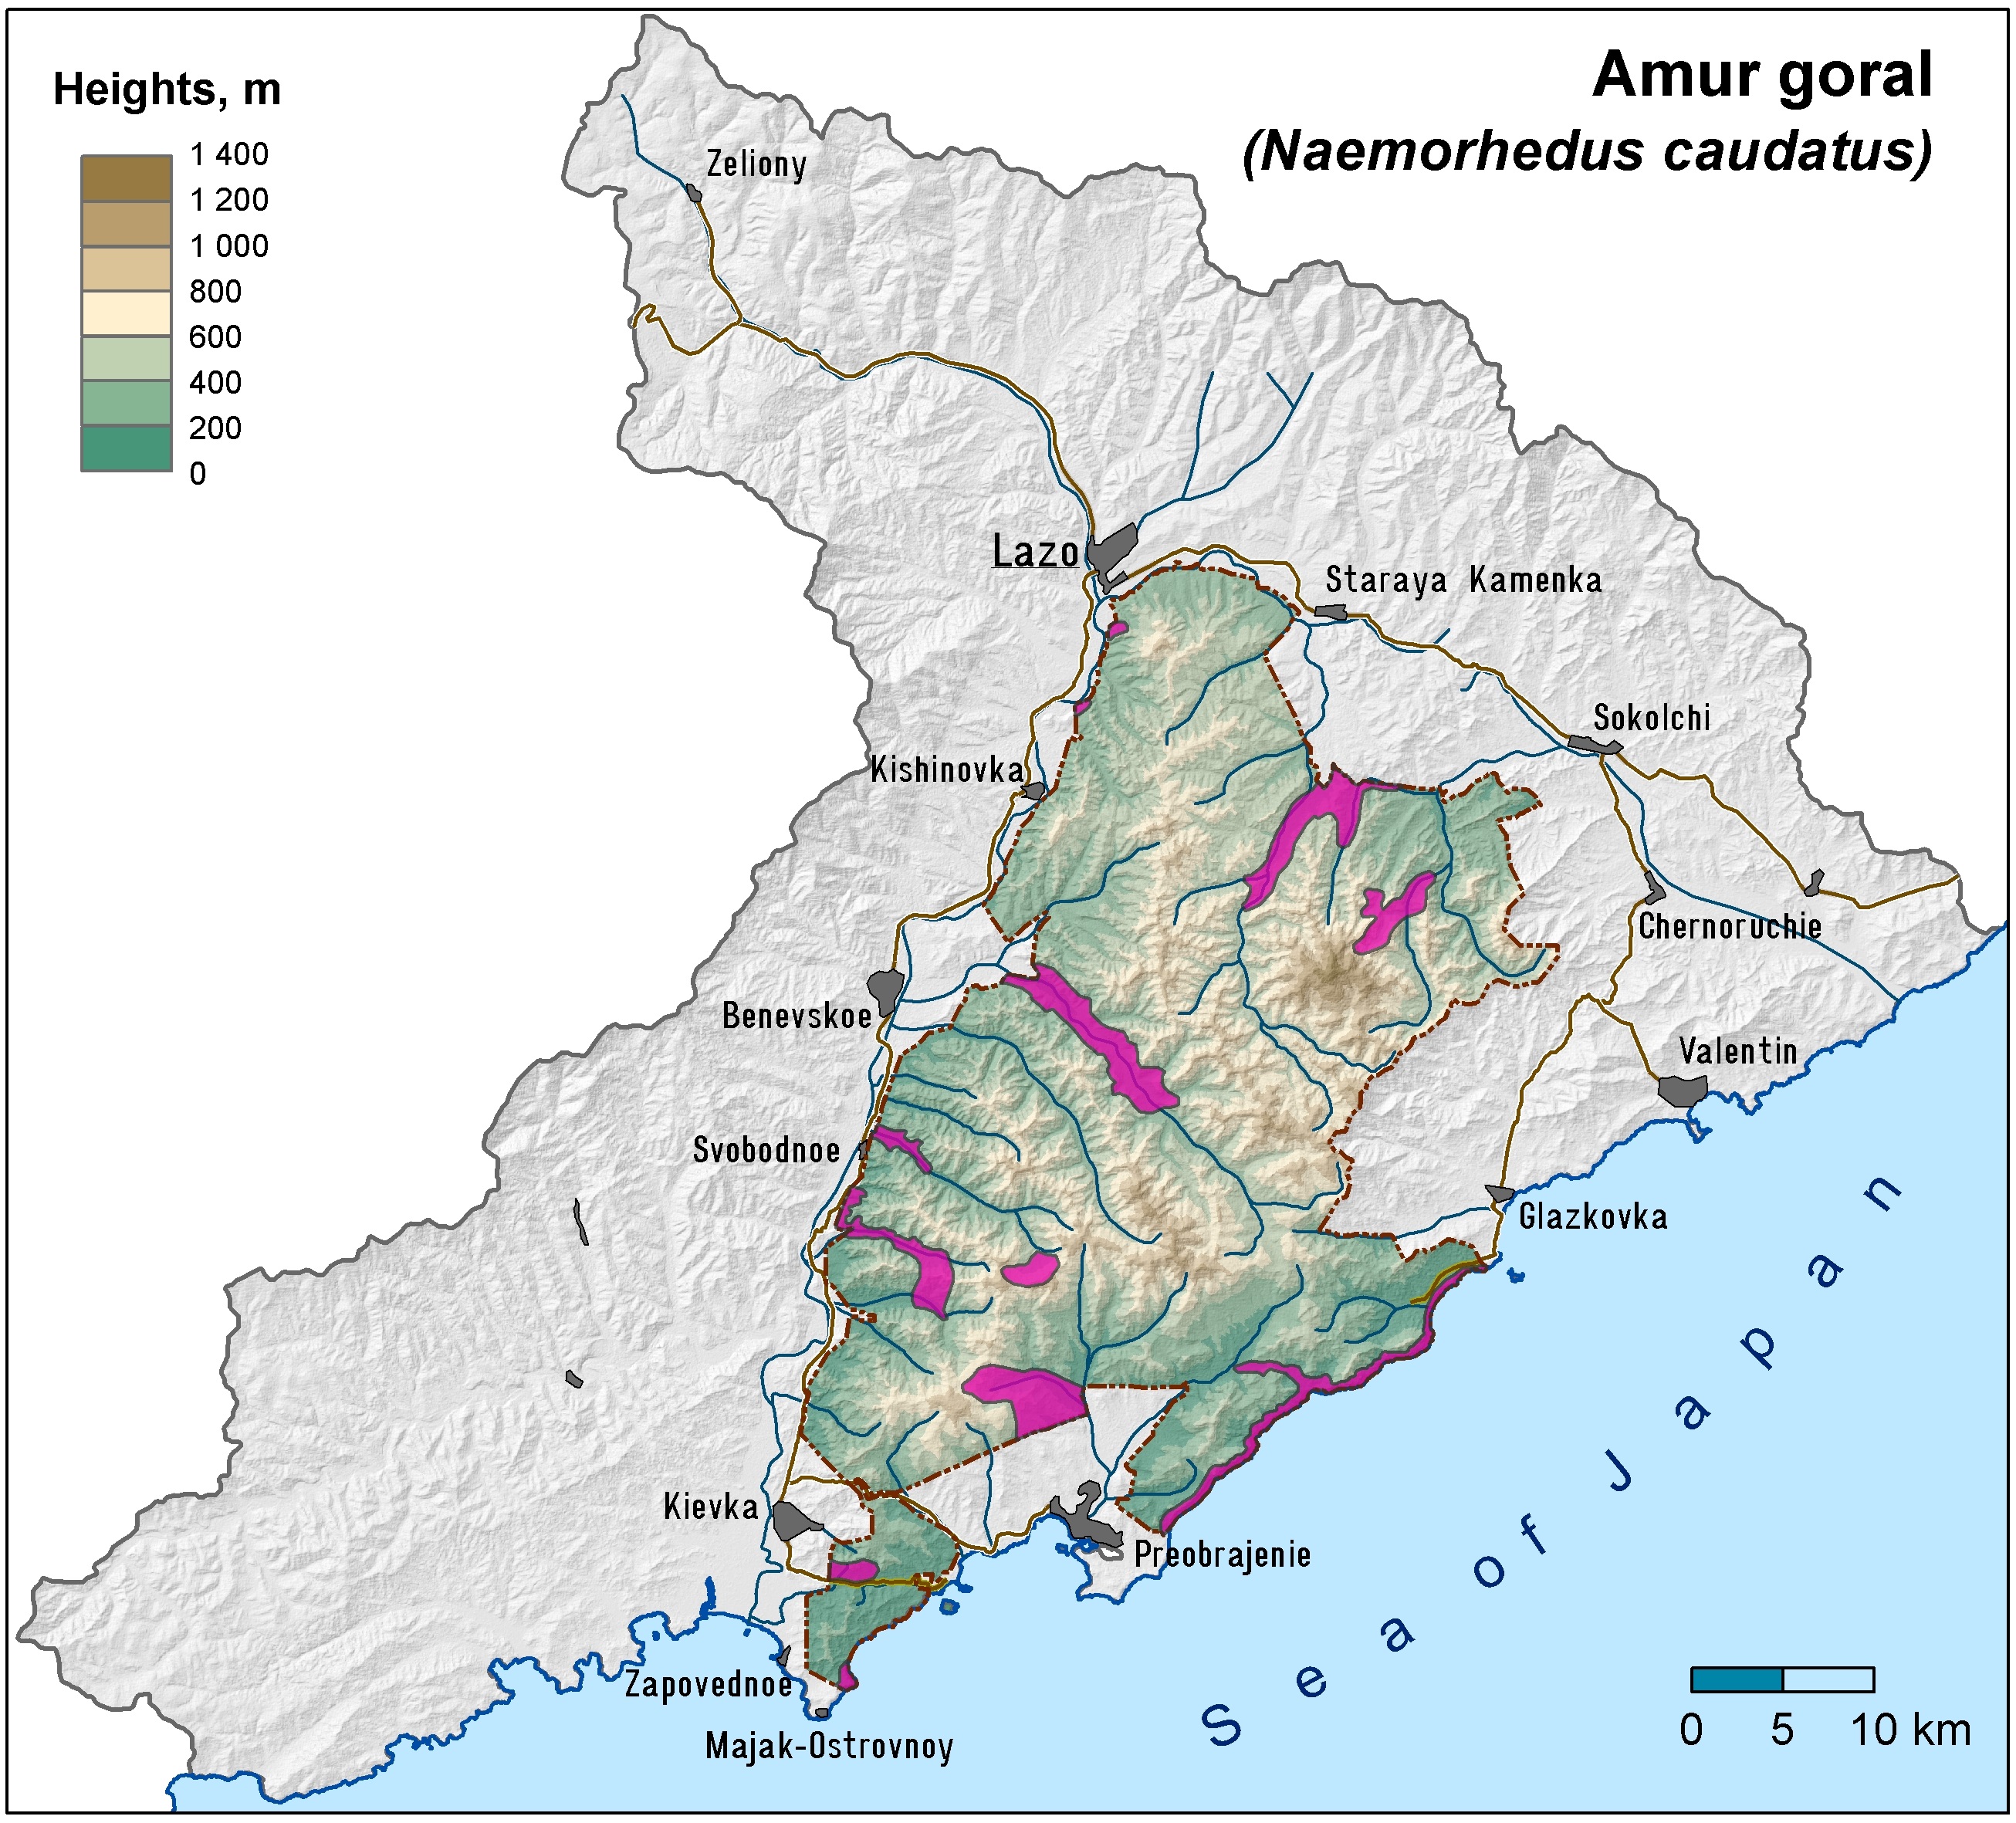 Amur goral
(Naemorhedus caudatus)
Heights, m
1 400
1 200
1 000
800
600
400
200
0
Zeliony
Lazo
Staraya Kamenka
Sokolchi
Kishinovka
Chernoruchie
Benevskoe
Valentin
Svobodnoe
Glazkovka
Kievka
Preobrajenie
Zapovednoe
Majak-Ostrovnoy
Sea of Japan
0 5 10 km